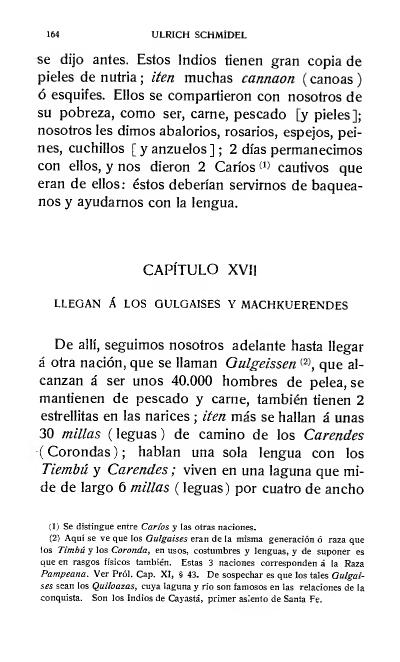 164 ULRICH SCHMÍDEL
se dijo antes. Estos Indios tienen gran copia de
pieles de nutria; iten muchas cannaon (canoas)
ó esquifes. Ellos se compartieron con nosotros de
su pobreza, como ser, carne, pescado [y pieles];
nosotros les dimos abalorios, rosarios, espejos, pei-
nes, cuchillos [y anzuelos]; 2 días permanecimos
con ellos, y nos dieron 2 Caríos (1) cautivos que
eran de ellos: éstos deberían servirnos de baquea-
nos y ayudarnos con la lengua.
CAPÍTULO XVII
LLEGAN Á LOS GULGAISES Y MACHKUERENDES
De allí, seguimos nosotros adelante hasta llegar
á otra nación, que se llaman Gulgeissen (2), que al-
canzan á ser unos 40.000 hombres de pelea, se
mantienen de pescado y carne, también tienen 2
estrellitas en las narices; iten más se hallan á unas
30 millas (leguas) de camino de los Carendes
(Corondas); hablan una sola lengua con los
Tiembú y Carendes; viven en una laguna que mi-
de de largo 6 millas (leguas) por cuatro de ancho
(1) Se distingue entre Caríos y las otras naciones.
(2) Aquí se ve que los Gulgaises eran de la misma generación ó raza que
los Timbú y los Coronda, en usos, costumbres y lenguas, y de suponer es
que en rasgos físicos también. Estas 3 naciones corresponden á la Raza
Pampeana. Ver Pról. Cap. XI, § 43. De sospechar es que los tales Gulgai-
ses sean los Quiloazas, cuya laguna y río son famosos en las relaciones de la
conquista. Son los Indios de Cayastá, primer asiento de Santa Fe.